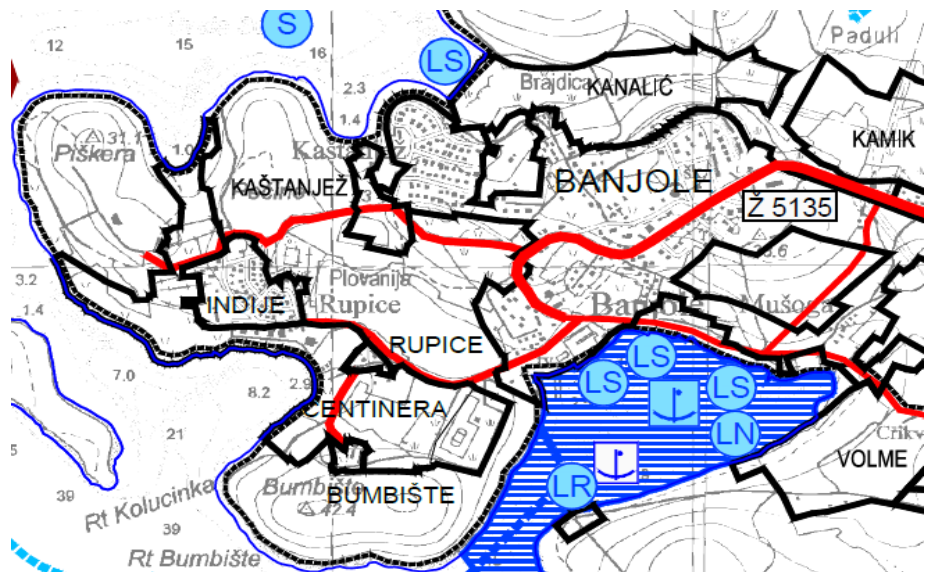 S
12
15
16
LS
Paduli
2.3
Brajdica
KANALIĆ
1.4
31.1
Piškera
1.0
Kaštanjež
KAMIK
KAŠTANJEŽ
BANJOLE
Ž 5135
3.2
Plovanija
1.4
INDIJE
Rupice
Banjole
Mušoga
RUPICE
LS
LS
LS
7.0
8.2
2.9
CENTINERA
21
LN
VOLME
39
Rt Kolucinka
Bumbište
BUMBIŠTE
LR
42.4
39
Rt Bumbište